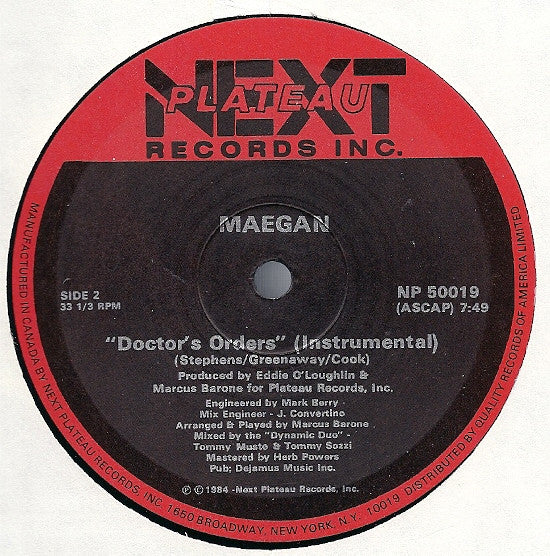 NEXT
PLATEAU
RECORDS INC.
MAEGAN
SIDE 2
33 1/3 RPM
NP 50019
(ASCAP) 7:49
"Doctor's Orders" (Instrumental)
(Stephens/Greenaway/Cook)
Produced by Eddie O'Loughlin &
Marcus Barone for Plateau Records, Inc.
Engineered by Mark Berry -
Mix Engineer - J. Convertino
Arranged & Played by Marcus Barone
Mixed by the "Dynamic Duo" -
Tommy Muste & Tommy Sozzi
Mastered by Herb Powers
Pub; Dejamus Music Inc.
℗ © 1984 -Next Plateau Records, Inc.
MANUFACTURED IN CANADA BY NEXT PLATEAU RECORDS, INC. 1650 BROADWAY, NEW YORK, N.Y. 10019 DISTRIBUTED BY QUALITY RECORDS OF AMERICA LIMITED